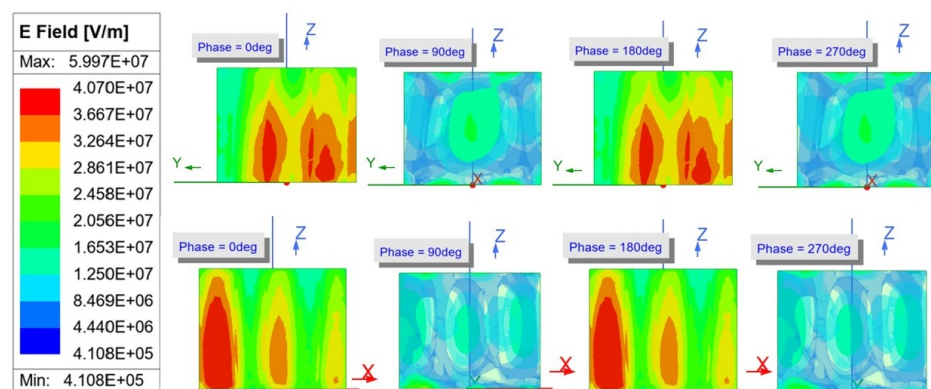 E Field [V/m]
Max: 5.997E+07
4.070E+07
3.667E+07
3.264E+07
2.861E+07
2.458E+07
2.056E+07
1.653E+07
1.250E+07
8.469E+06
4.440E+06
4.108E+05
Min: 4.108E+05
Phase = 0deg
Z
Y
Phase = 90deg
Z
Y
X
Phase = 180deg
Z
Y
Phase = 270deg
Z
Y
X
Phase = 0deg
Z
X
Phase = 90deg
Z
Y
X
Phase = 180deg
Z
X
Phase = 270deg
Z